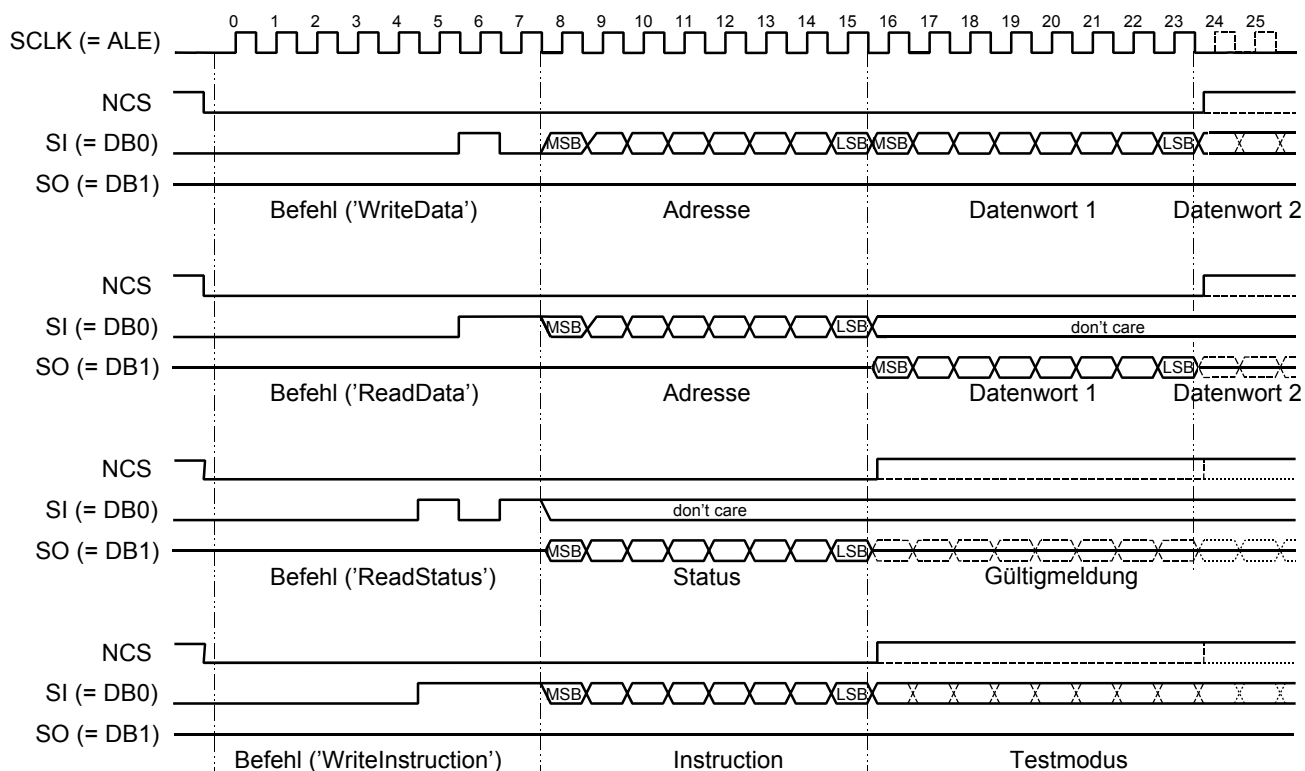 0 1 2 3 4 5 6 7 8 9 10 11 12 13 14 15 16 17 18 19 20 21 22 23 24 25
SCLK (= ALE)
NCS
SI (= DB0) MSB LSB MSB LSB
SO (= DB1)
Befehl ('WriteData') Adresse Datenwort 1 Datenwort 2
NCS
SI (= DB0) MSB LSB don't care
SO (= DB1) MSB LSB
Befehl ('ReadData') Adresse Datenwort 1 Datenwort 2
NCS
SI (= DB0) don't care
SO (= DB1) MSB LSB
Befehl ('ReadStatus') Status Gültigmeldung
NCS
SI (= DB0) MSB LSB
SO (= DB1)
Befehl ('WriteInstruction') Instruction Testmodus